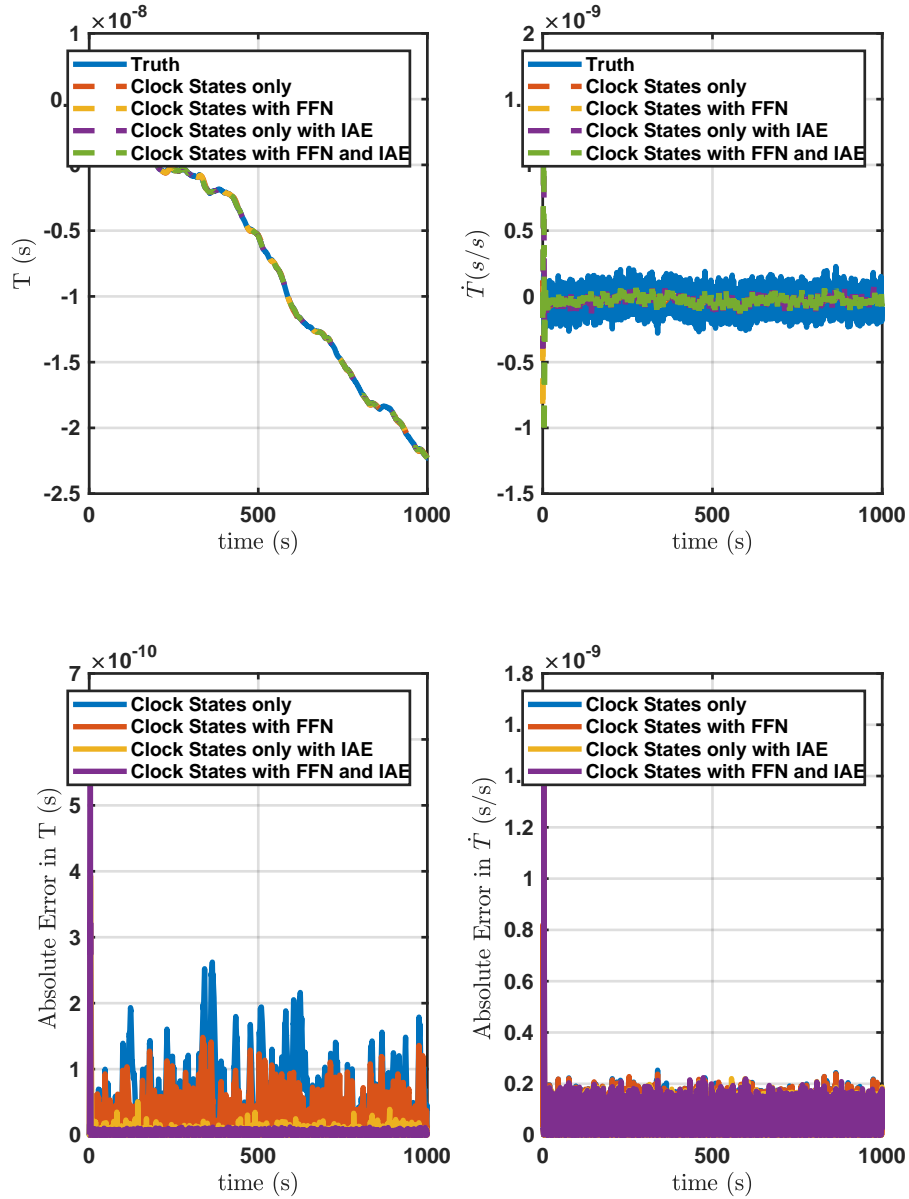 ×10^-8
1
Truth
Clock States only
Clock States with FFN
Clock States only with IAE
Clock States with FFN and IAE
0.
0
-0.5
-1
-1.5
-2
-2.5
0 500 1000
T (s)
time (s)
×10^-9
2
Truth
Clock States only
Clock States with FFN
Clock States only with IAE
Clock States with FFN and IAE
1.
1
0.5
0
-0.5
-1
-1.5
0 500 1000
Ṫ(s/s)
time (s)
×10^-10
7
Clock States only
Clock States with FFN
Clock States only with IAE
Clock States with FFN and IAE
5
4
3
2
1
0
0 500 1000
Absolute Error in T (s)
time (s)
×10^-9
1.8
Clock States only
Clock States with FFN
Clock States only with IAE
Clock States with FFN and IAE
1.
1.
1.2
1
0.8
0.6
0.4
0.2
0
0 500 1000
Absolute Error in Ṫ (s/s)
time (s)